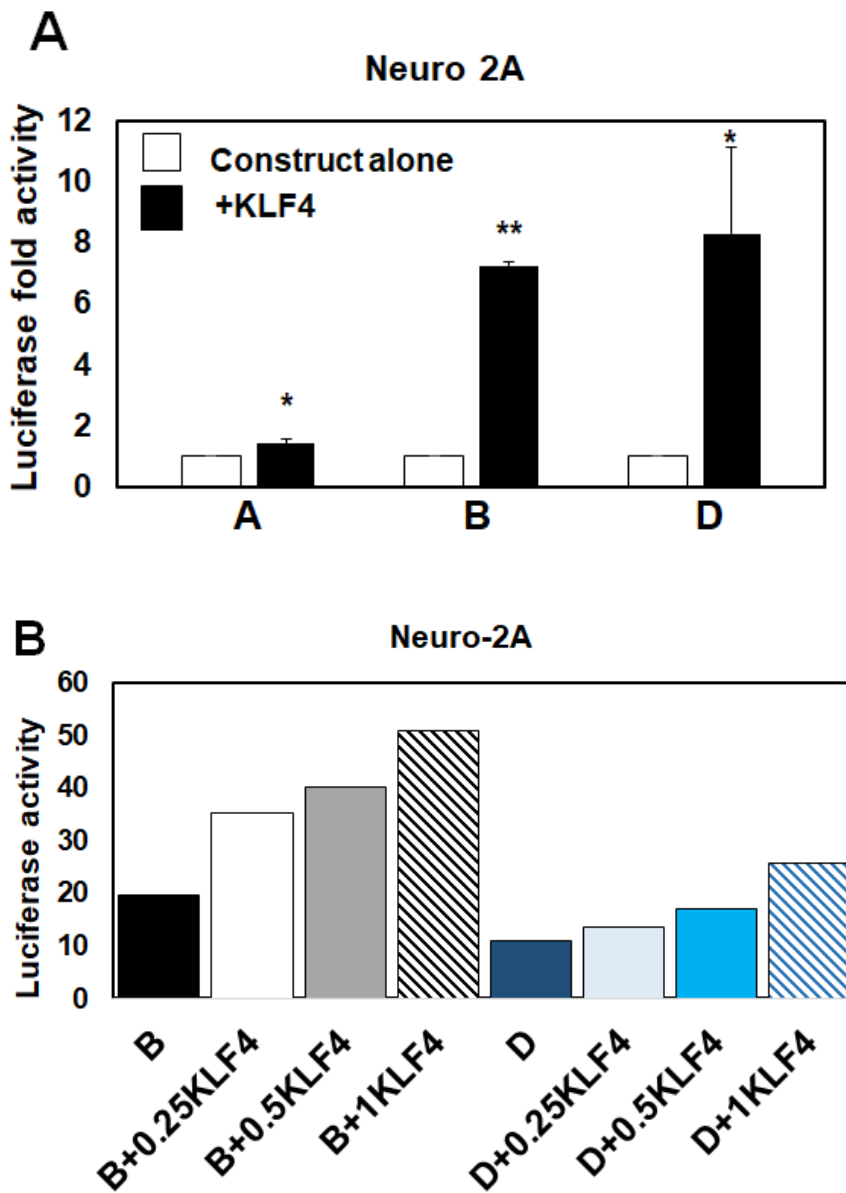 A
Neuro 2A
Luciferase fold activity
12
10
8
6
4
2
0
Construct alone
+KLF4
*
**
*
A
B
D
B
Neuro-2A
Luciferase activity
60
50
40
30
20
10
0
B
B+0.25KLF4
B+0.5KLF4
B+1KLF4
D
D+0.25KLF4
D+0.5KLF4
D+1KLF4